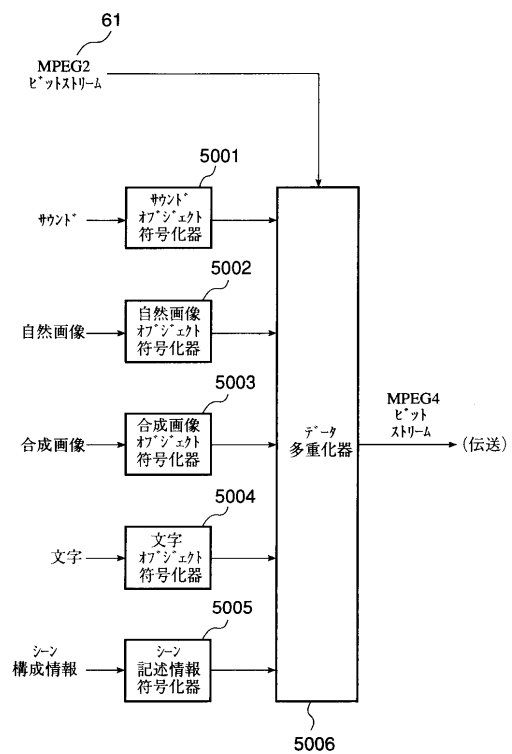 61
MPEG2
ﾋﾞｯﾄｽﾄﾘｰﾑ
5001
ｻｳﾝﾄﾞ
ｻｳﾝﾄﾞ
ｵﾌﾞｼﾞｪｸﾄ
符号化器
5002
自然画像
自然画像
ｵﾌﾞｼﾞｪｸﾄ
符号化器
5003
合成画像
合成画像
ｵﾌﾞｼﾞｪｸﾄ
符号化器
5004
文字
文字
ｵﾌﾞｼﾞｪｸﾄ
符号化器
5005
ｼｰﾝ
構成情報
ｼｰﾝ
記述情報
符号化器
ﾃﾞｰﾀ
多重化器
5006
MPEG4
ﾋﾞｯﾄ
ｽﾄﾘｰﾑ
(伝送)